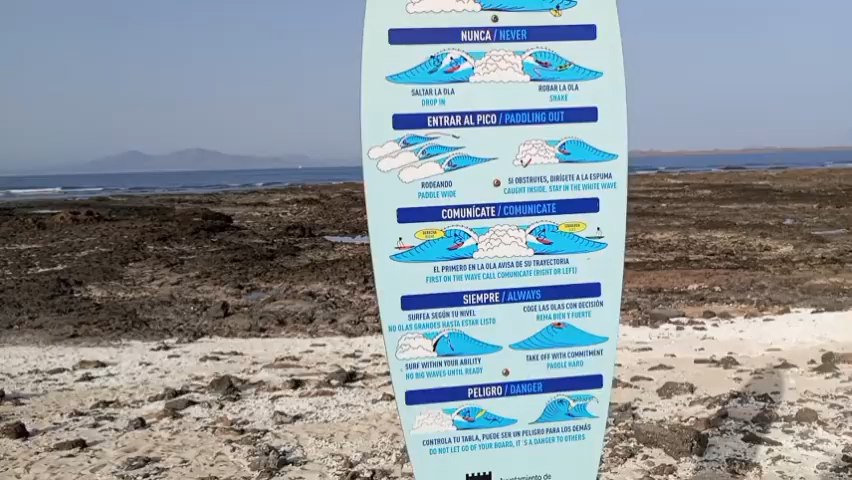 NUNCA / NEVER
SALTAR LA OLA
DROP IN
ROBAR LA OLA
SNAKE
ENTRAR AL PICO / PADDLING OUT
RODEANDO
PADDLE WIDE
SI OBSTRUYES, DIRÍGETE A LA ESPUMA
CAUGHT INSIDE. STAY IN THE WHITE WAVE
COMUNÍCATE / COMUNICATE
EL PRIMERO EN LA OLA AVISA DE SU TRAYECTORIA
FIRST ON THE WAVE CALL COMUNICATE (RIGHT OR LEFT)
SIEMPRE / ALWAYS
SURFEA SEGÚN TU NIVEL
NO OLAS GRANDES HASTA ESTAR LISTO
SURF WITHIN YOUR ABILITY
NO BIG WAVES UNTIL READY
COGE LAS OLAS CON DECISIÓN
REMA BIEN Y FUERTE
TAKE OFF WITH COMMITMENT
PADDLE HARD
PELIGRO / DANGER
CONTROLA TU TABLA, PUEDE SER UN PELIGRO PARA LOS DEMÁS
DO NOT LET GO OF YOUR BOARD, IT´S A DANGER TO OTHERS
Ayuntamiento de